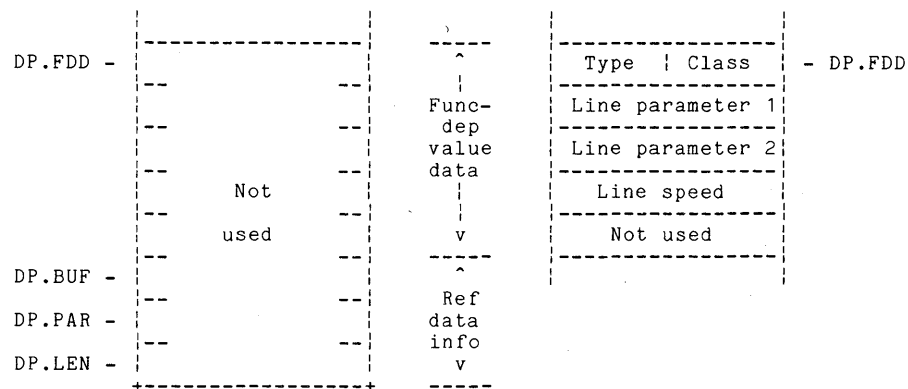 DP.FDD - Type | Class - DP.FDD
Func- Line parameter 1
dep
value Line parameter 2
data
Not Line speed
used v Not used
DP.BUF -
Ref
DP.PAR - data
info
DP.LEN - v